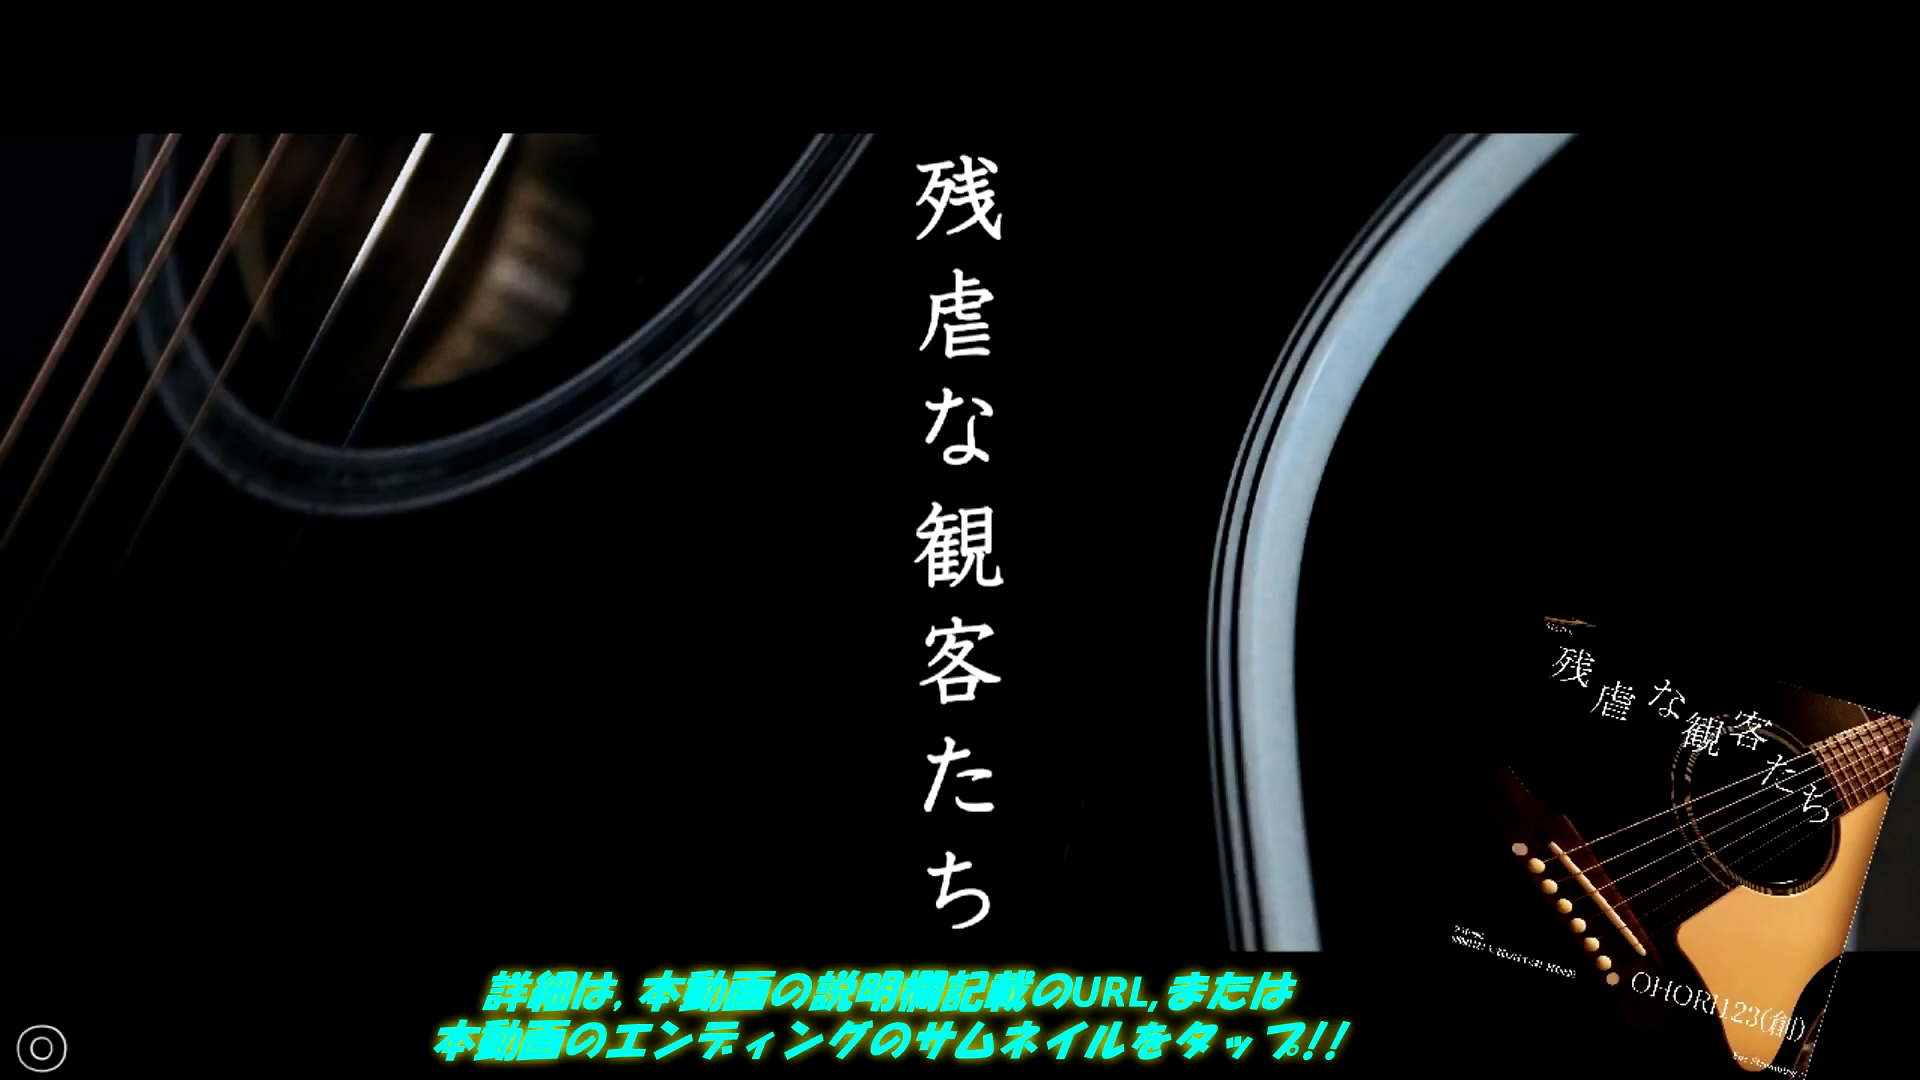 残虐な観客たち
残虐な観客たち
OHORI123(創)
詳細は,本動画の説明欄記載のURL,または
本動画のエンディングのサムネイルをタップ!!